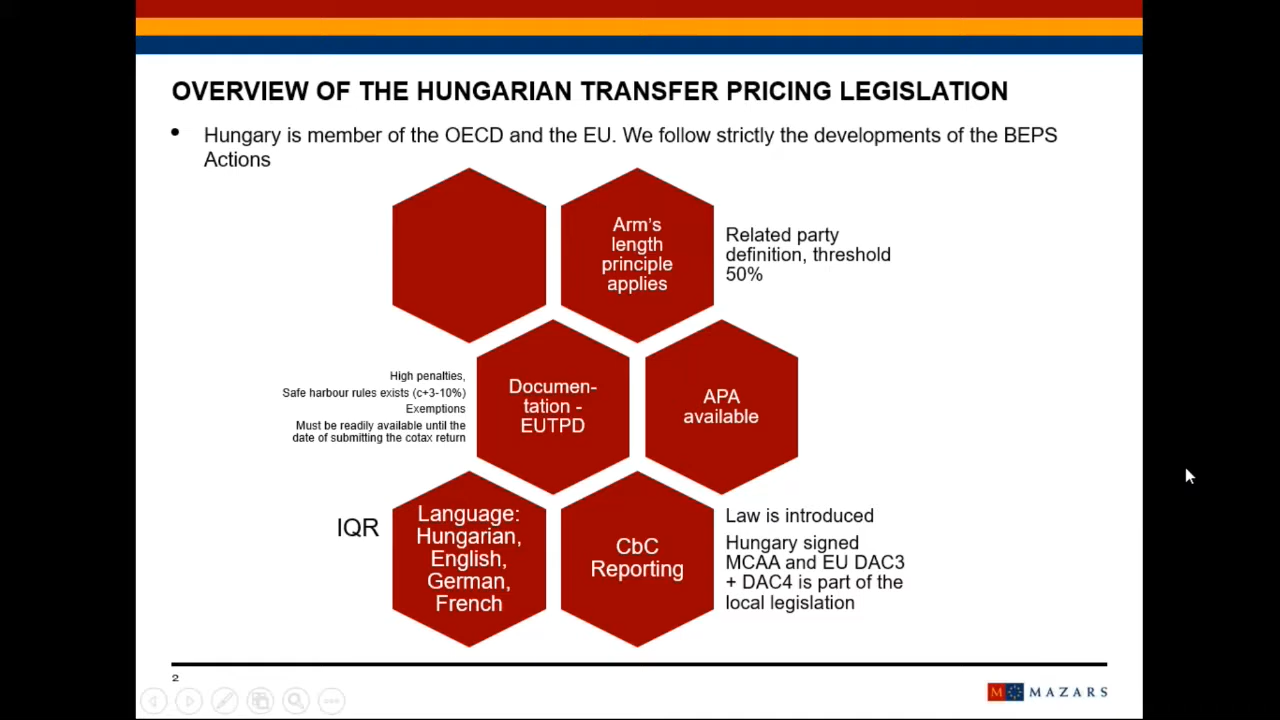 OVERVIEW OF THE HUNGARIAN TRANSFER PRICING LEGISLATION
• Hungary is member of the OECD and the EU. We follow strictly the developments of the BEPS
Actions
Arm's
length
principle
applies
Related party
definition, threshold
50%
High penalties,
Safe harbour rules exists (c+3-10%)
Exemptions
Must be readily available until the
date of submitting the cotax return
Documen-
tation -
EUTPD
APA
available
IQR
Language:
Hungarian,
English,
German,
French
CbC
Reporting
Law is introduced
Hungary signed
MCAA and EU DAC3
+ DAC4 is part of the
local legislation
2
M MAZARS